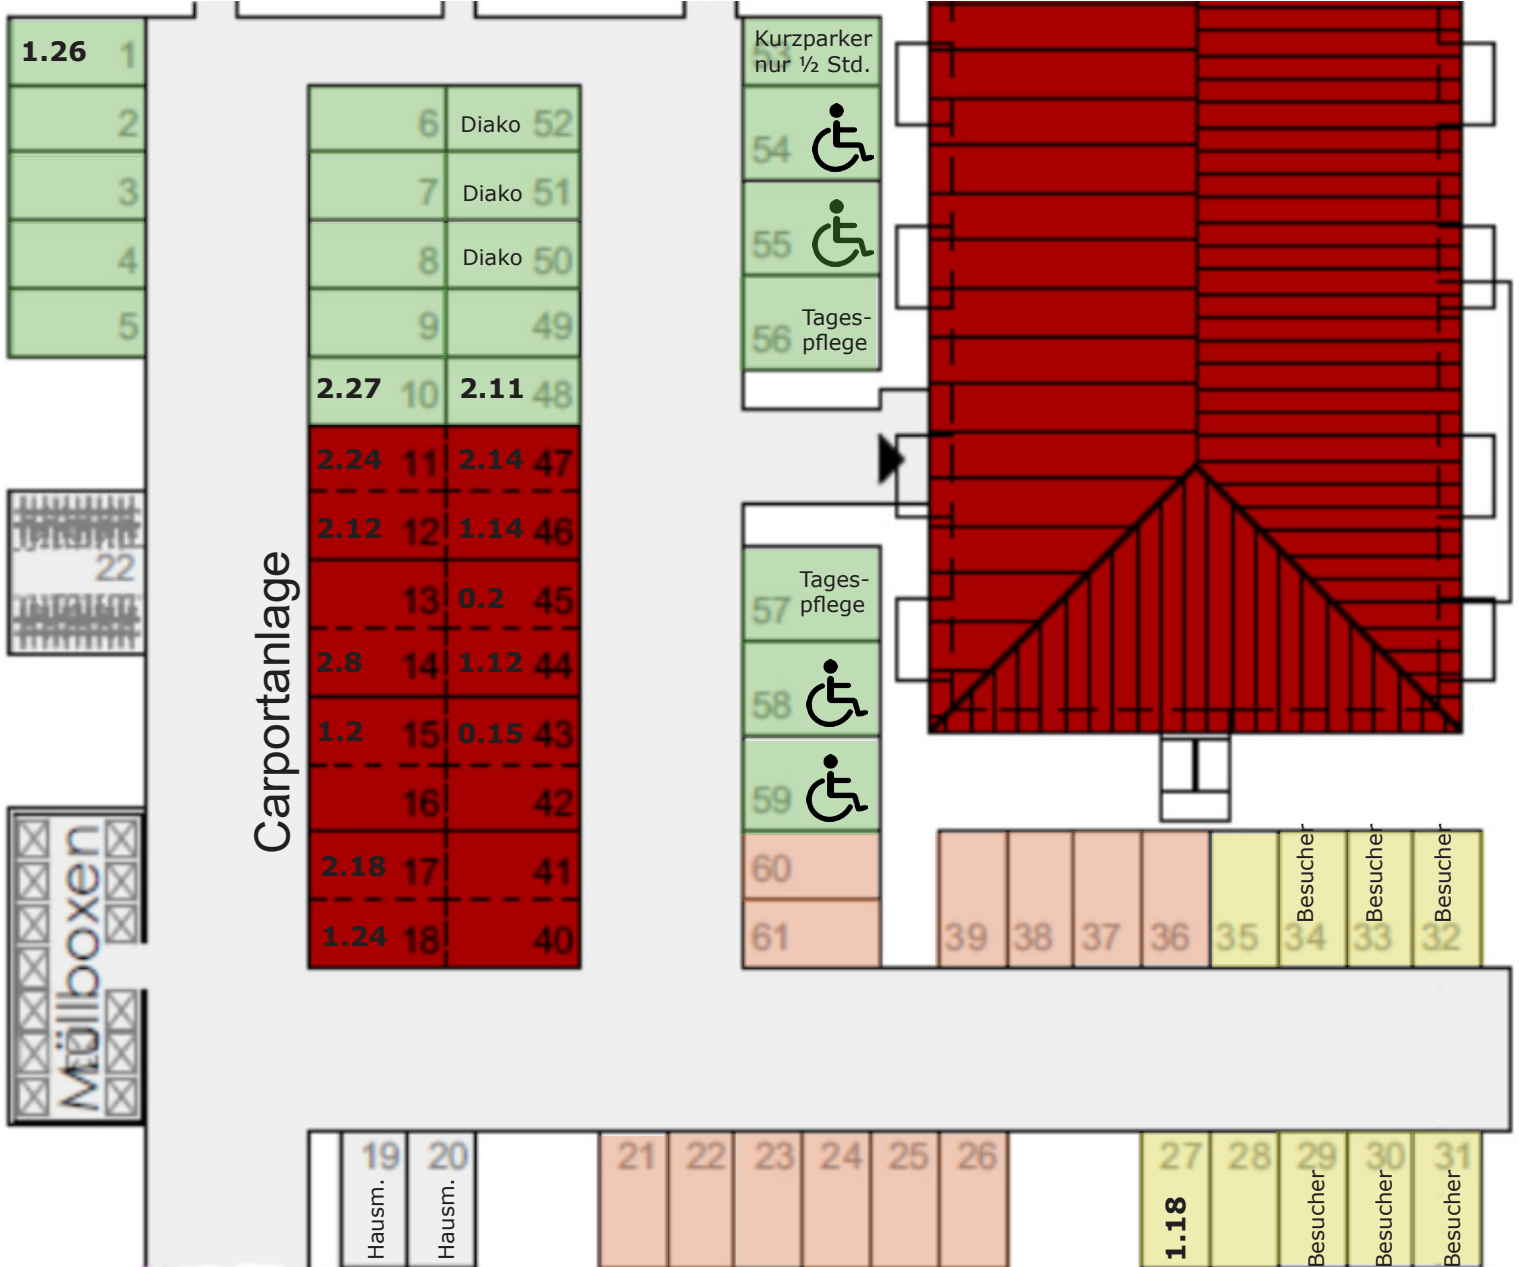 1.26 1
2
3
4
5
6 Diako 52
7 Diako 51
8 Diako 50
9 49
2.27 10 2.11 48
2.24 11 2.14 47
2.12 12 1.14 46
13 0.2 45
2.8 14 1.12 44
1.2 15 0.15 43
16 42
2.18 17 41
1.24 18 40
Carportanlage
22
Müllboxen
53 Kurzparker
nur ½ Std.
54
55
56 Tages-
pflege
57 Tages-
pflege
58
59
60
61
39 38 37 36 35 34 33 32
Besucher
Besucher
Besucher
19 20
Hausm.
Hausm.
21 22 23 24 25 26
27 28 29 30 31
1.18
Besucher
Besucher
Besucher